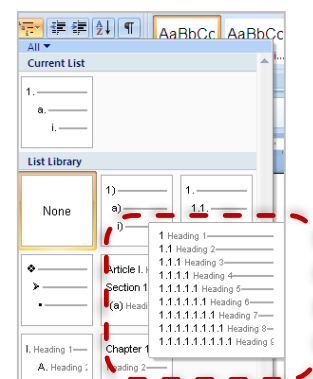 AaBbCc AaBbCc
All
Current List
1.
a.
i.
List Library
None
1)
a)
i)
1.
1.1.
Article I. H
Section 1
(a) Headi
1 Heading 1
1.1 Heading 2
1.1.1 Heading 3
1.1.1.1 Heading 4
1.1.1.1.1 Heading 5
1.1.1.1.1.1 Heading 6
1.1.1.1.1.1.1 Heading 7
1.1.1.1.1.1.1.1 Heading 8
1.1.1.1.1.1.1.1.1 Heading 9
I. Heading 1
A. Heading 2
Chapter 1
Heading 2